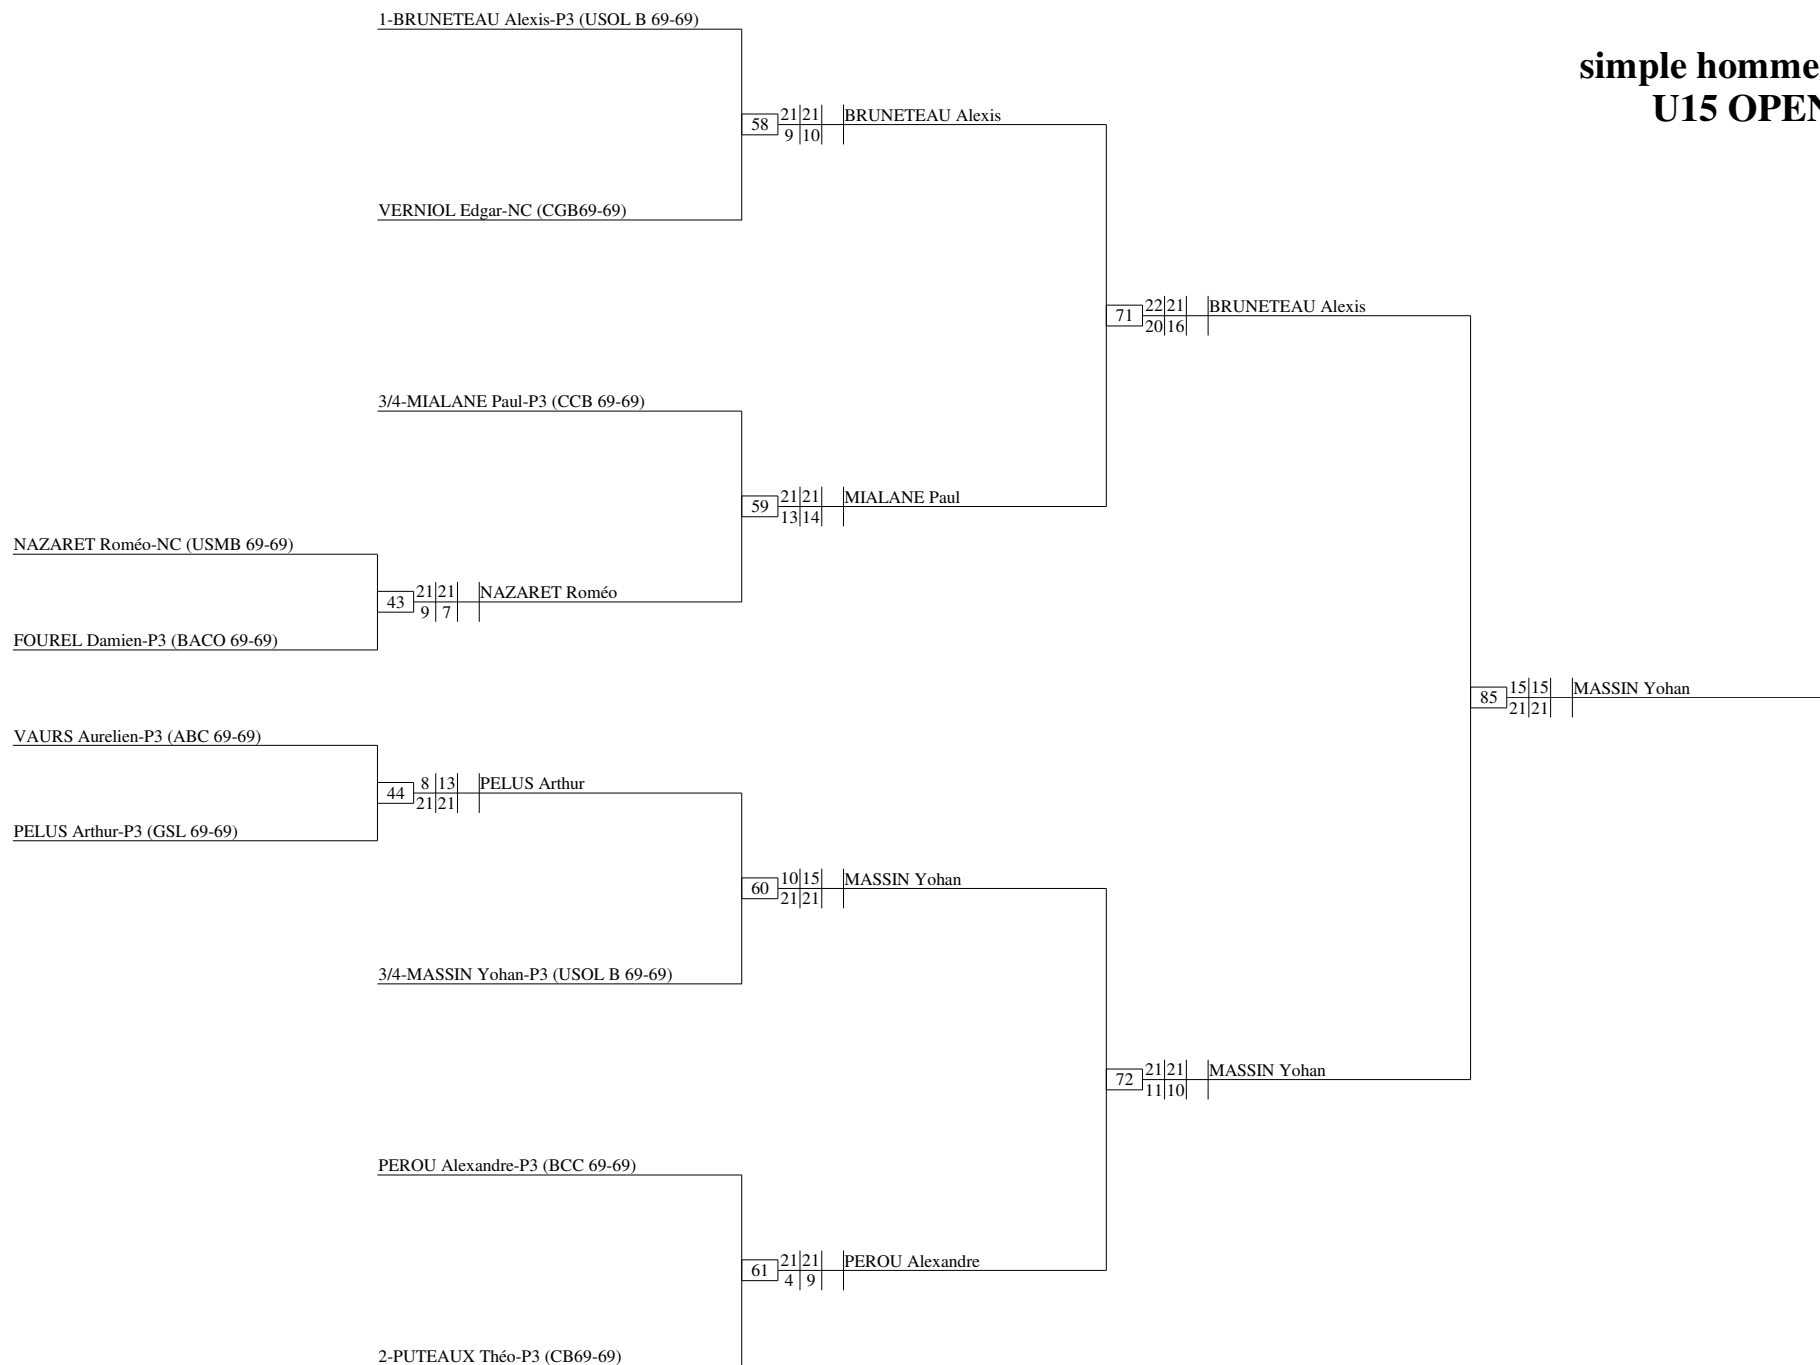 simple homme
U15 OPEN
1-BRUNETEAU Alexis-P3 (USOL B 69-69)
58
21 21
9 10
BRUNETEAU Alexis
VERNIOL Edgar-NC (CGB69-69)
71
22 21
20 16
BRUNETEAU Alexis
3/4-MIALANE Paul-P3 (CCB 69-69)
59
21 21
13 14
MIALANE Paul
NAZARET Roméo-NC (USMB 69-69)
43
21 21
9 7
NAZARET Roméo
FOUREL Damien-P3 (BACO 69-69)
85
15 15
21 21
MASSIN Yohan
VAURS Aurelien-P3 (ABC 69-69)
44
8 13
21 21
PELUS Arthur
PELUS Arthur-P3 (GSL 69-69)
60
10 15
21 21
MASSIN Yohan
3/4-MASSIN Yohan-P3 (USOL B 69-69)
72
21 21
11 10
MASSIN Yohan
PEROU Alexandre-P3 (BCC 69-69)
61
21 21
4 9
PEROU Alexandre
2-PUTEAUX Théo-P3 (CB69-69)